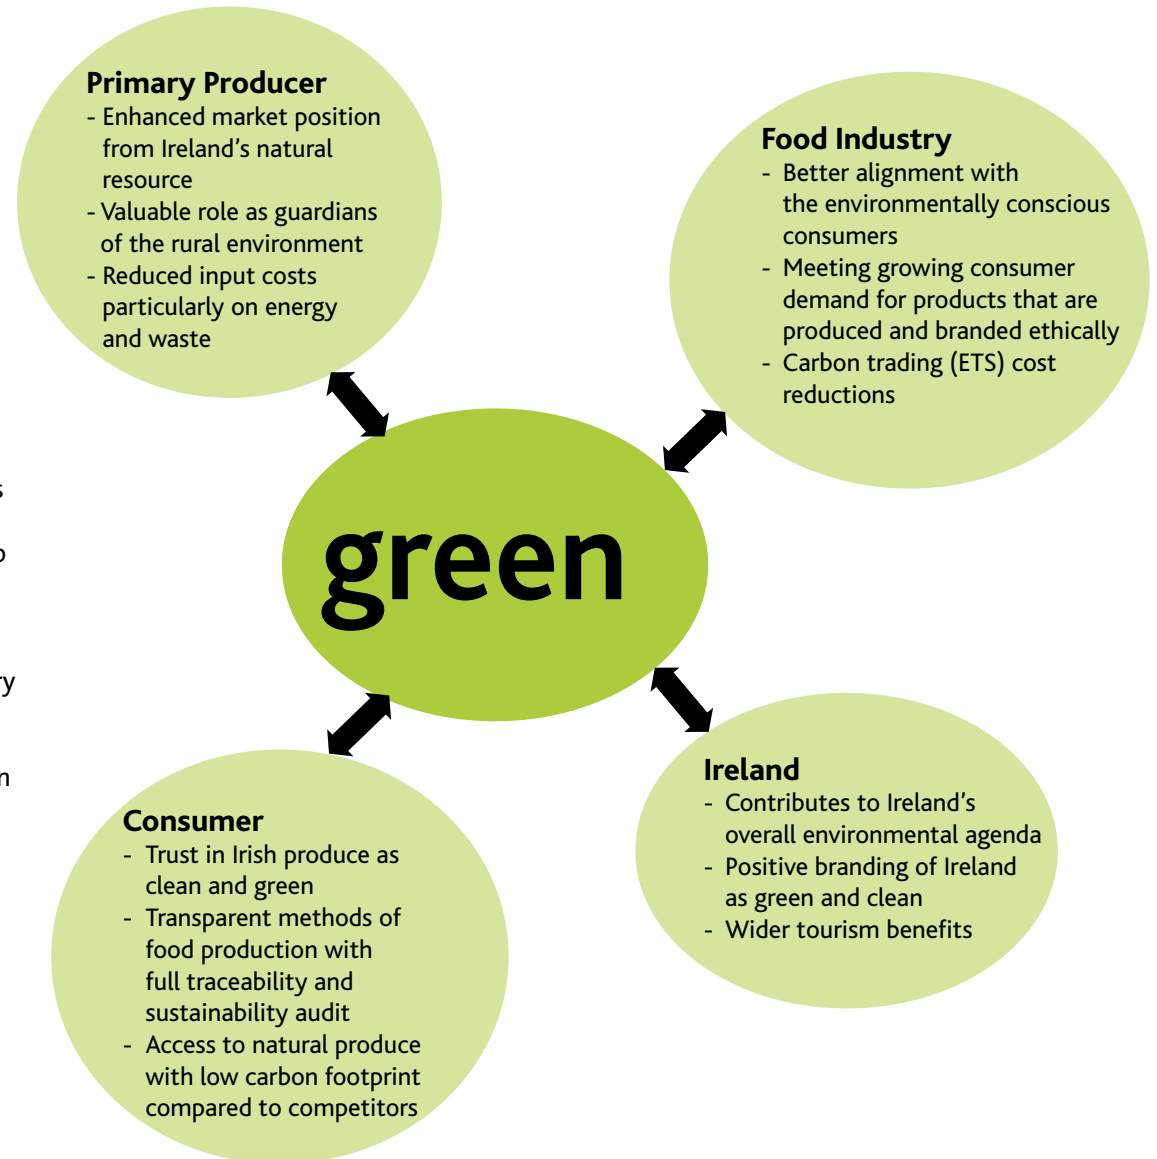 Primary Producer
- Enhanced market position
from Ireland's natural
resource
- Valuable role as guardians
of the rural environment
- Reduced input costs
particularly on energy
and waste
Food Industry
- Better alignment with
the environmentally conscious
consumers
- Meeting growing consumer
demand for products that are
produced and branded ethically
- Carbon trading (ETS) cost
reductions
green
Consumer
- Trust in Irish produce as
clean and green
- Transparent methods of
food production with
full traceability and
sustainability audit
- Access to natural produce
with low carbon footprint
compared to competitors
Ireland
- Contributes to Ireland's
overall environmental agenda
- Positive branding of Ireland
as green and clean
- Wider tourism benefits